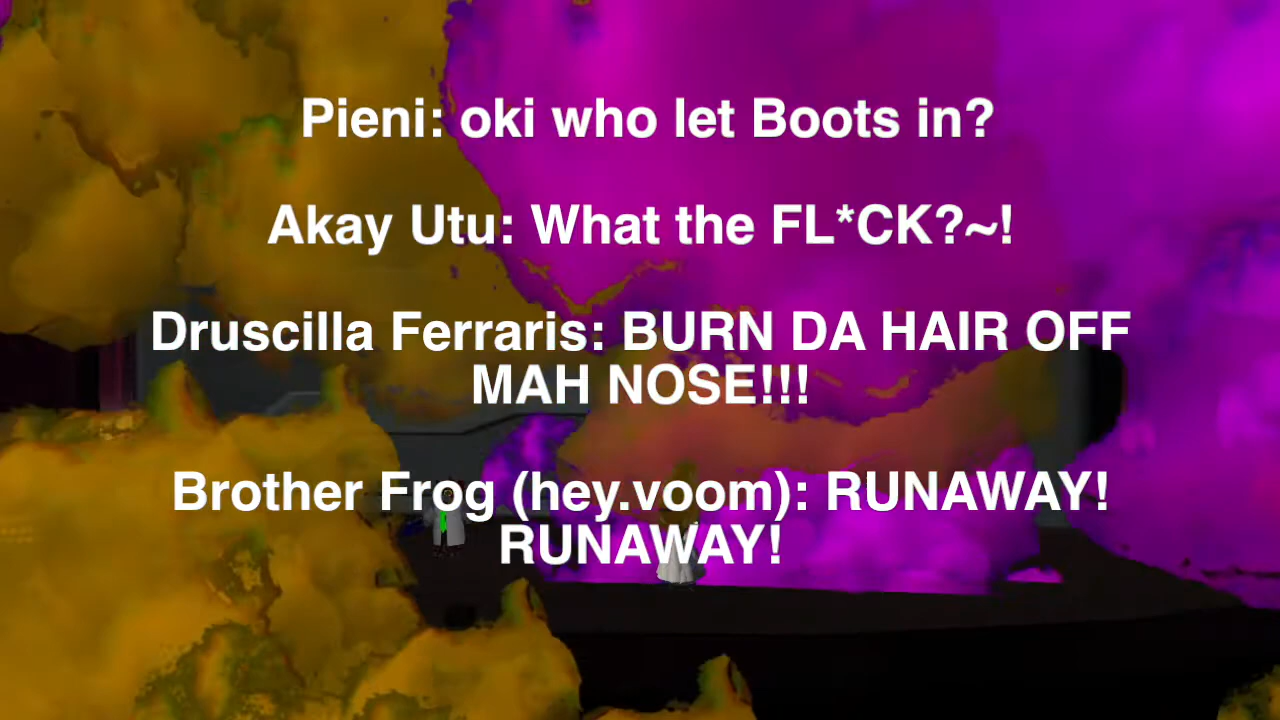 Pieni: oki who let Boots in?
Akay Utu: What the FL*CK?~!
Druscilla Ferraris: BURN DA HAIR OFF
MAH NOSE!!!
Brother Frog (hey.voom): RUNAWAY!
RUNAWAY!